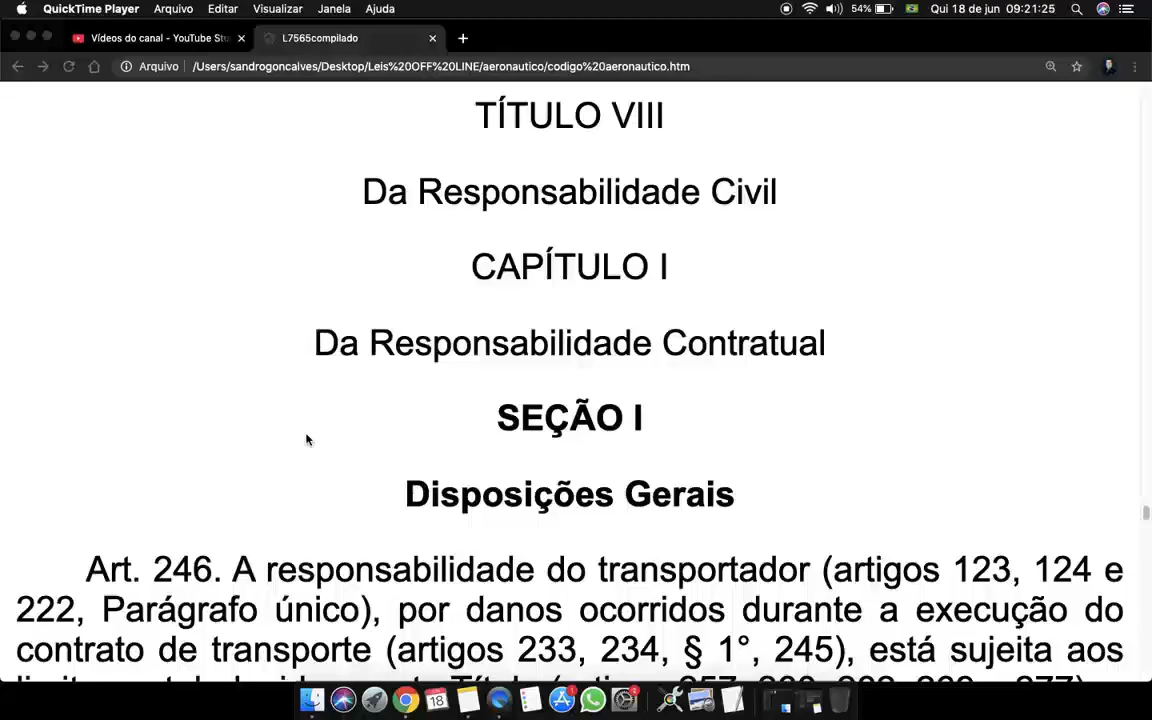 QuickTime Player Arquivo Editar Visualizar Janela Ajuda 54% Qui 18 de jun 09:21:25
Vídeos do canal - YouTube Stu L7565compilado
Arquivo /Users/sandrogoncalves/Desktop/Leis%20OFF%20LINE/aeronautico/codigo%20aeronautico.htm
TÍTULO VIII
Da Responsabilidade Civil
CAPÍTULO I
Da Responsabilidade Contratual
SEÇÃO I
Disposições Gerais
Art. 246. A responsabilidade do transportador (artigos 123, 124 e
222, Parágrafo único), por danos ocorridos durante a execução do
contrato de transporte (artigos 233, 234, § 1°, 245), está sujeita aos
18